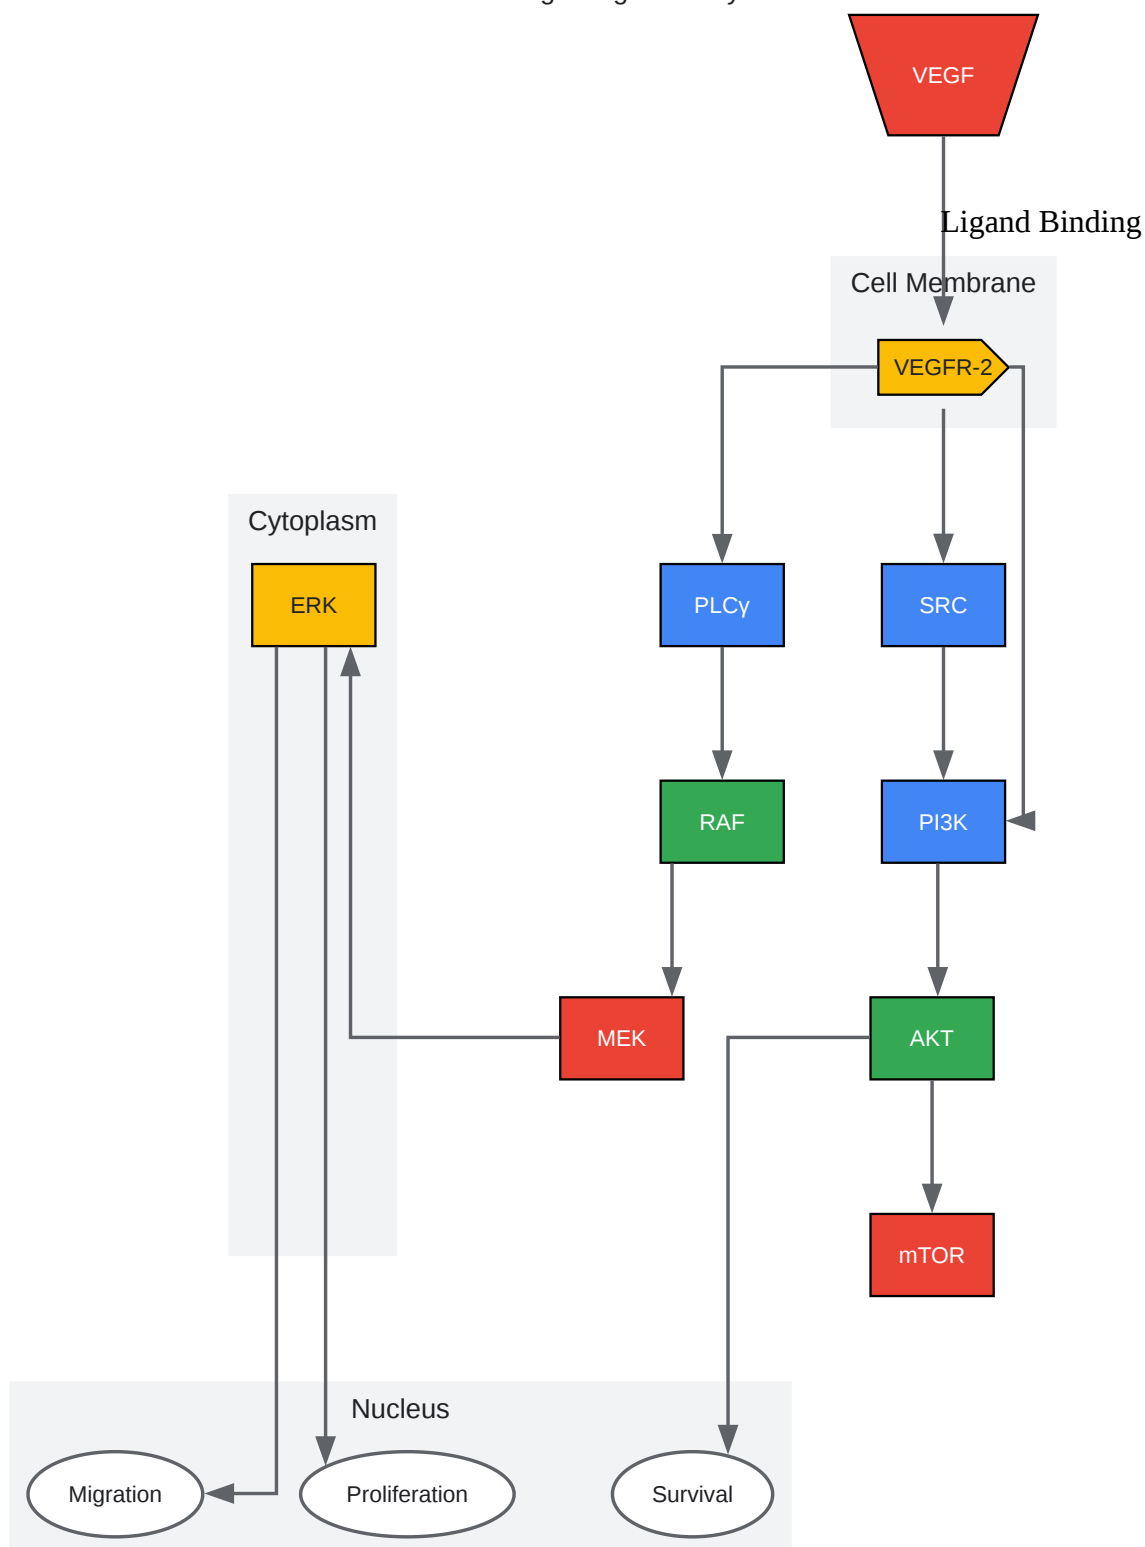 VEGF
Ligand Binding
Cell Membrane
VEGFR-2
Cytoplasm
ERK
PLCγ
SRC
RAF
PI3K
MEK
AKT
mTOR
Nucleus
Migration
Proliferation
Survival